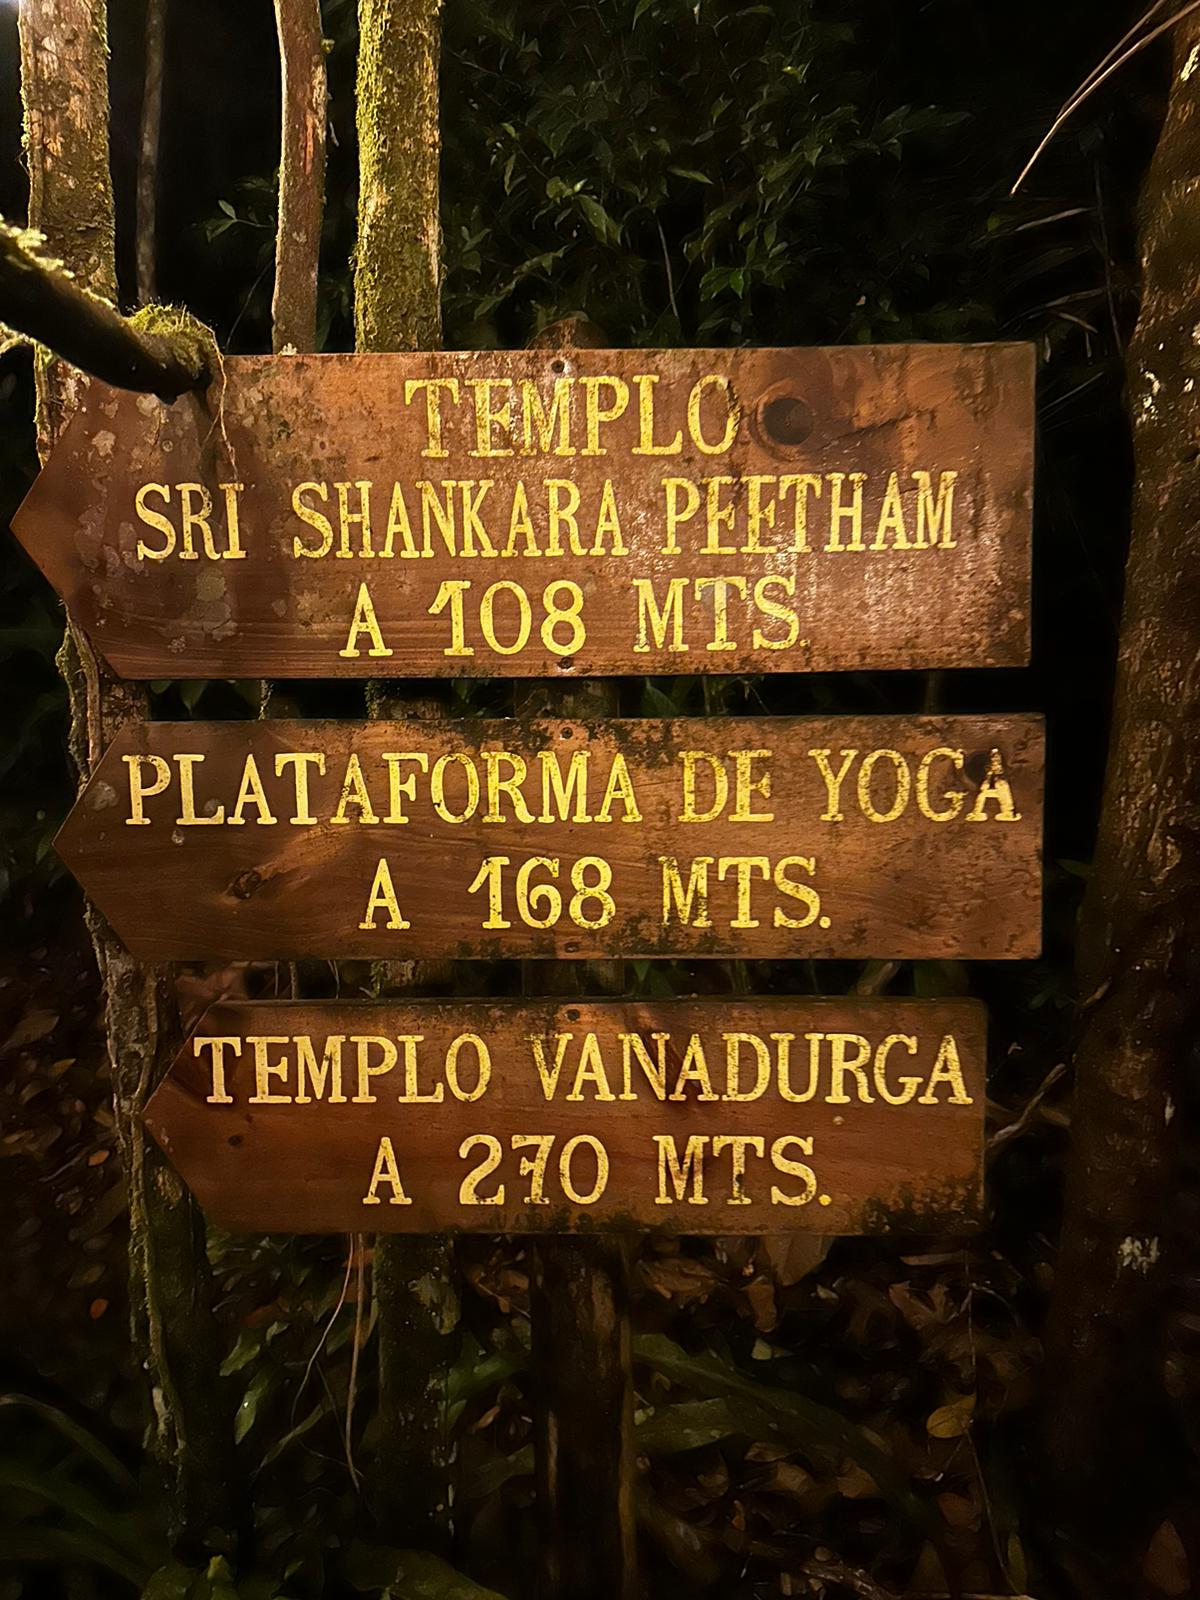 TEMPLO
SRI SHANKARA PEETHAM
A 108 MTS.
PLATAFORMA DE YOGA
A 168 MTS.
TEMPLO VANADURGA
A 270 MTS.